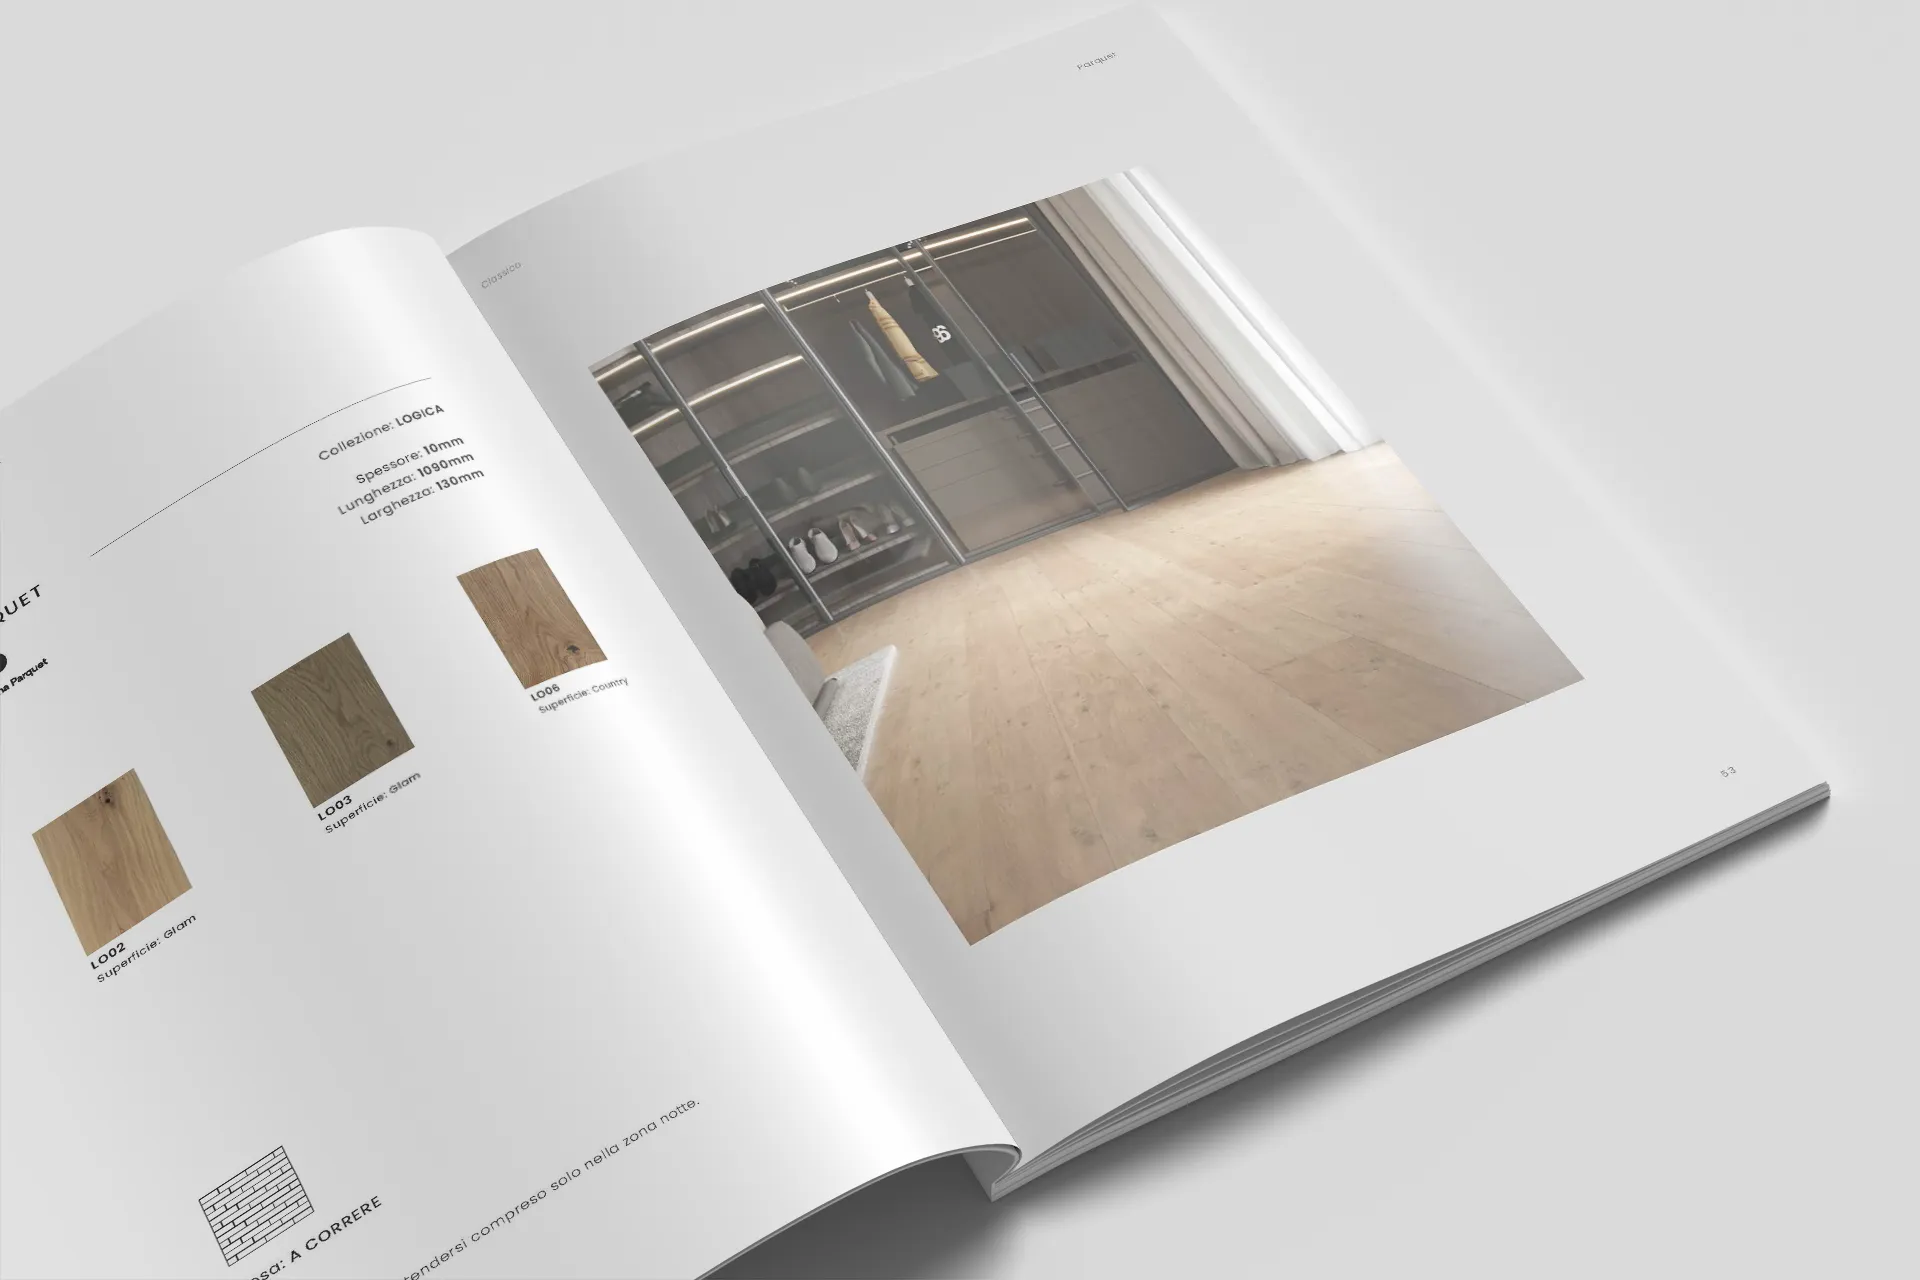 Collezione: LOGICA
Spessore: 10mm
Lunghezza: 1090mm
Larghezza: 130mm
QUET
na Parquet
LO02
Superficie: Glam
LO03
Superficie: Glam
LO06
Superficie: Country
osa: A CORRERE
tendersi compreso solo nella zona notte.
Classico
Parquet
96
53